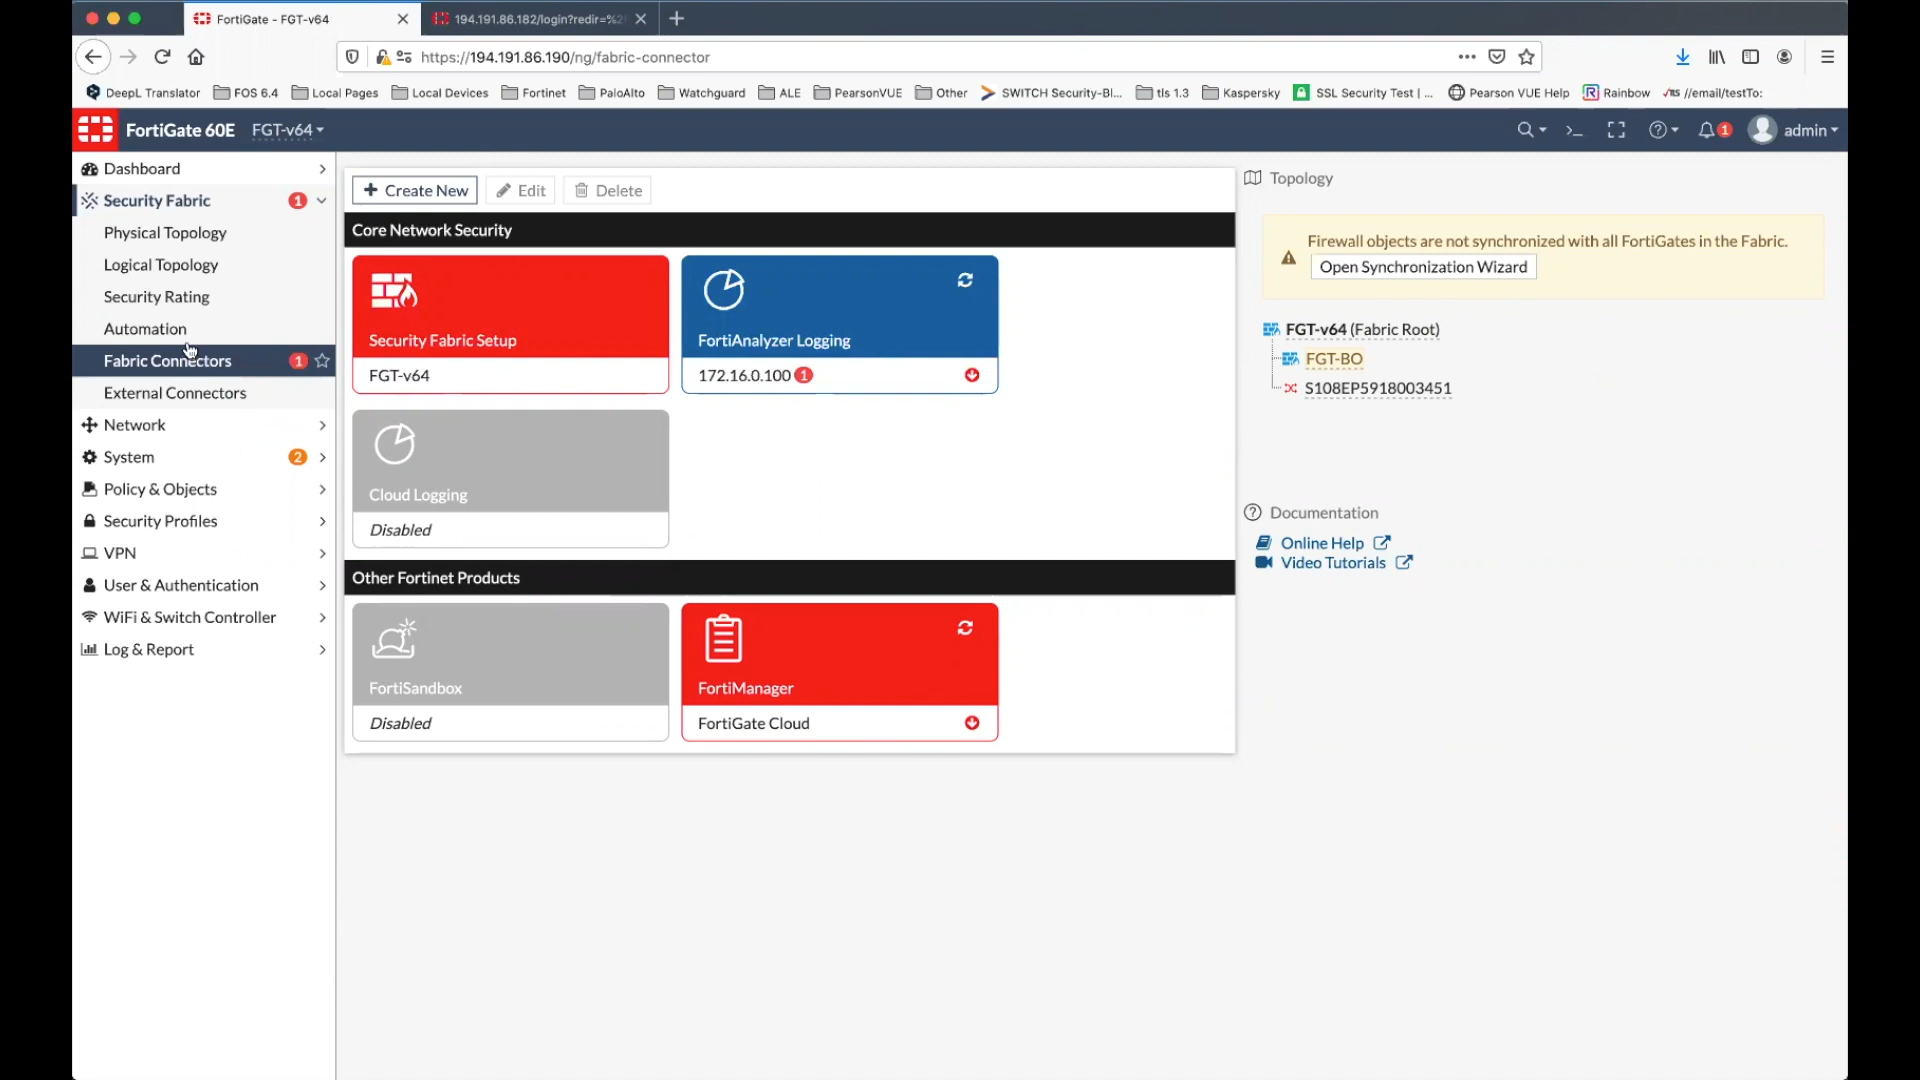 FortiGate - FGT-v64
194.191.86.182/login?redir=%2
https://194.191.86.190/ng/fabric-connector
DeepL Translator
FOS 6.4
Local Pages
Local Devices
Fortinet
PaloAlto
Watchguard
ALE
PearsonVUE
Other
SWITCH Security-Bl...
tls 1.3
Kaspersky
SSL Security Test | ...
Pearson VUE Help
Rainbow
//email/testTo:
FortiGate 60E
FGT-v64
1
admin
Dashboard
Security Fabric 1
Physical Topology
Logical Topology
Security Rating
Automation
Fabric Connectors 1
External Connectors
Network
System 2
Policy & Objects
Security Profiles
VPN
User & Authentication
WiFi & Switch Controller
Log & Report
+ Create New
Edit
Delete
Core Network Security
Security Fabric Setup
FGT-v64
FortiAnalyzer Logging
172.16.0.100 1
Cloud Logging
Disabled
Other Fortinet Products
FortiSandbox
Disabled
FortiManager
FortiGate Cloud
Topology
Firewall objects are not synchronized with all FortiGates in the Fabric.
Open Synchronization Wizard
FGT-v64 (Fabric Root)
FGT-BO
S108EP5918003451
Documentation
Online Help
Video Tutorials